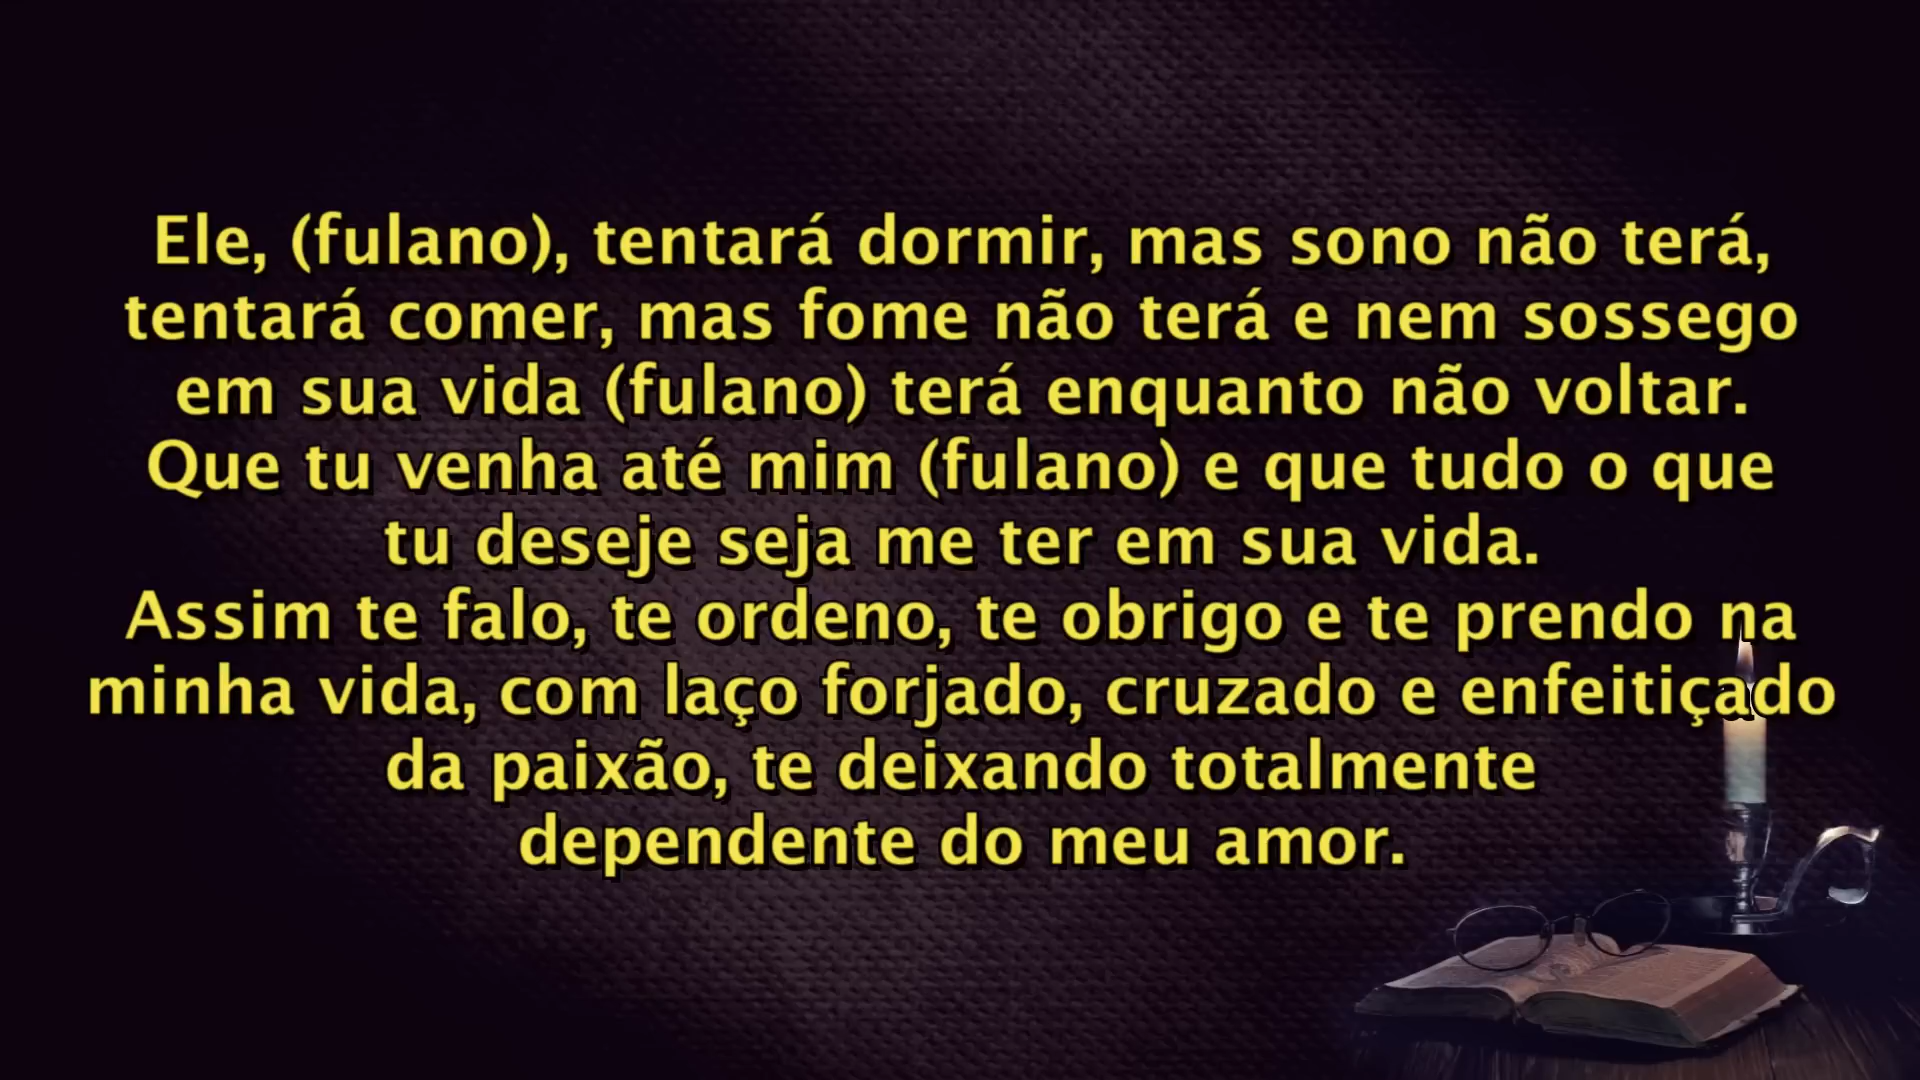 Ele, (fulano), tentará dormir, mas sono não terá,
tentará comer, mas fome não terá e nem sossego
em sua vida (fulano) terá enquanto não voltar.
Que tu venha até mim (fulano) e que tudo o que
tu deseje seja me ter em sua vida.
Assim te falo, te ordeno, te obrigo e te prendo na
minha vida, com laço forjado, cruzado e enfeitiçado
da paixão, te deixando totalmente
dependente do meu amor.